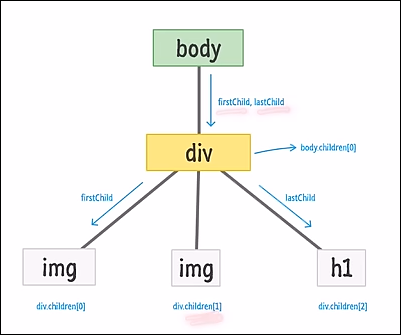 body
firstChild, lastChild
div
body.children[0]
firstChild
lastChild
img
img
h1
div.children[0]
div.children[1]
div.children[2]